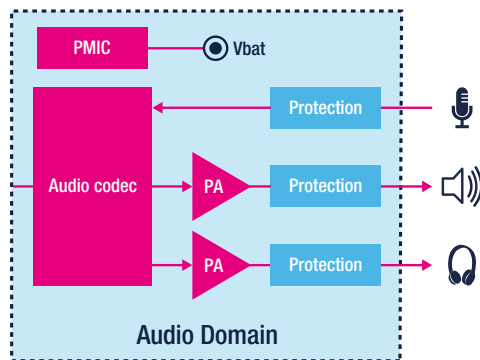 PMIC
Vbat
Protection
Audio codec
PA
Protection
PA
Protection
Audio Domain